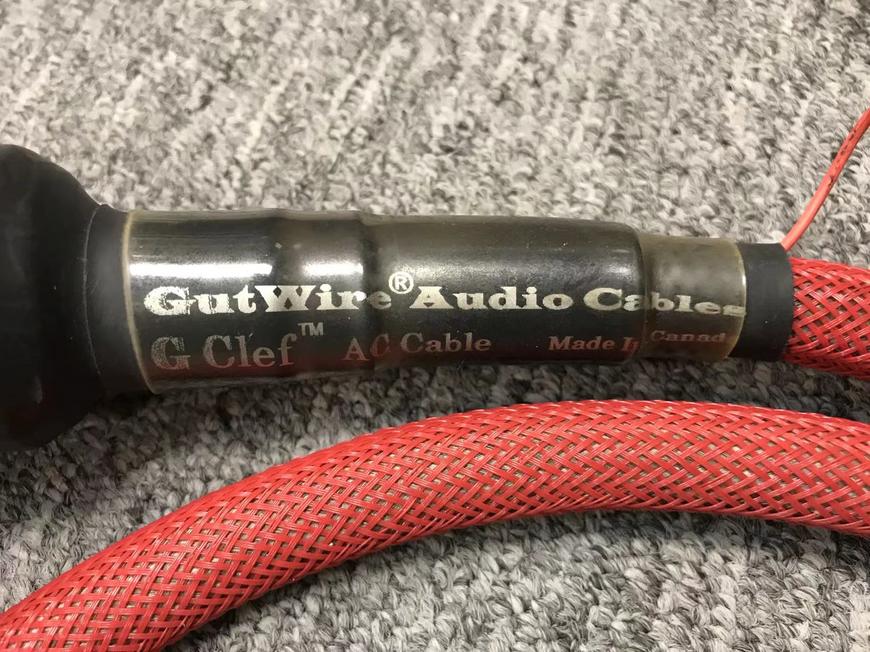 GutWire® Audio Cables
G Clef™ AC Cable Made In Canad